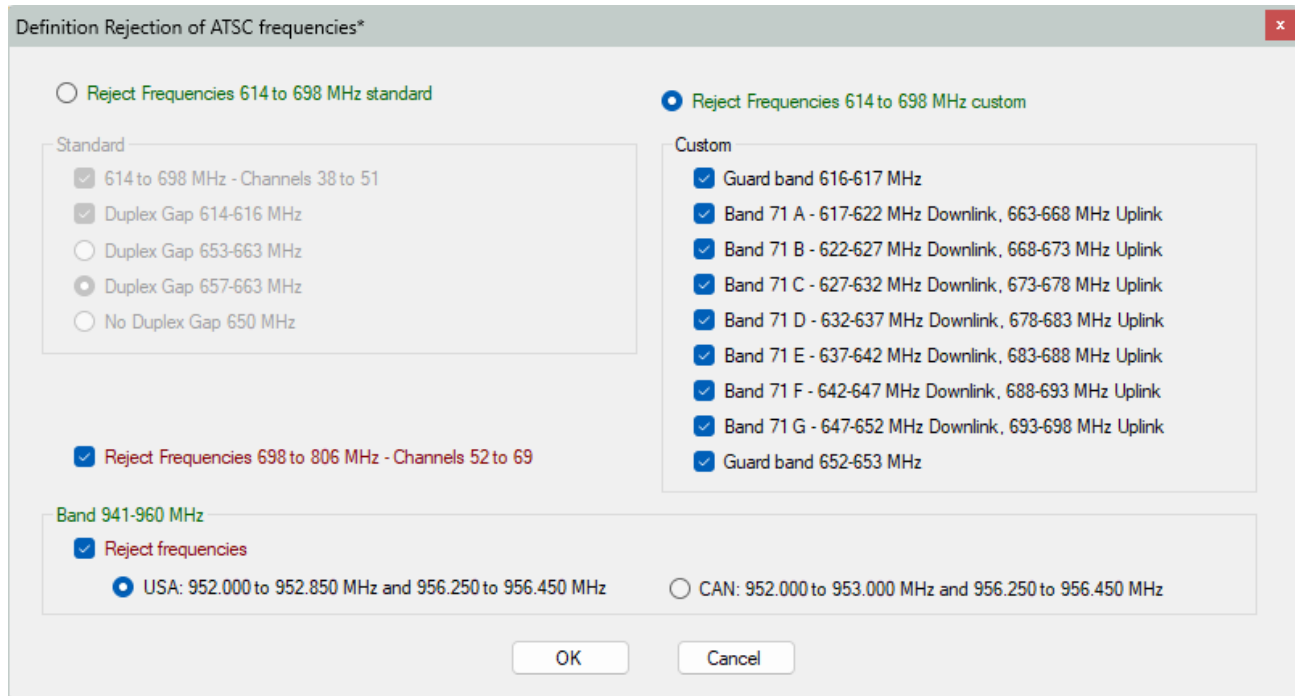 Definition Rejection of ATSC frequencies*
x
Reject Frequencies 614 to 698 MHz standard
Standard
614 to 698 MHz - Channels 38 to 51
Duplex Gap 614-616 MHz
Duplex Gap 653-663 MHz
Duplex Gap 657-663 MHz
No Duplex Gap 650 MHz
Reject Frequencies 698 to 806 MHz - Channels 52 to 69
Reject Frequencies 614 to 698 MHz custom
Custom
Guard band 616-617 MHz
Band 71 A - 617-622 MHz Downlink, 663-668 MHz Uplink
Band 71 B - 622-627 MHz Downlink, 668-673 MHz Uplink
Band 71 C - 627-632 MHz Downlink, 673-678 MHz Uplink
Band 71 D - 632-637 MHz Downlink, 678-683 MHz Uplink
Band 71 E - 637-642 MHz Downlink, 683-688 MHz Uplink
Band 71 F - 642-647 MHz Downlink, 688-693 MHz Uplink
Band 71 G - 647-652 MHz Downlink, 693-698 MHz Uplink
Guard band 652-653 MHz
Band 941-960 MHz
Reject frequencies
USA: 952.000 to 952.850 MHz and 956.250 to 956.450 MHz
CAN: 952.000 to 953.000 MHz and 956.250 to 956.450 MHz
OK
Cancel